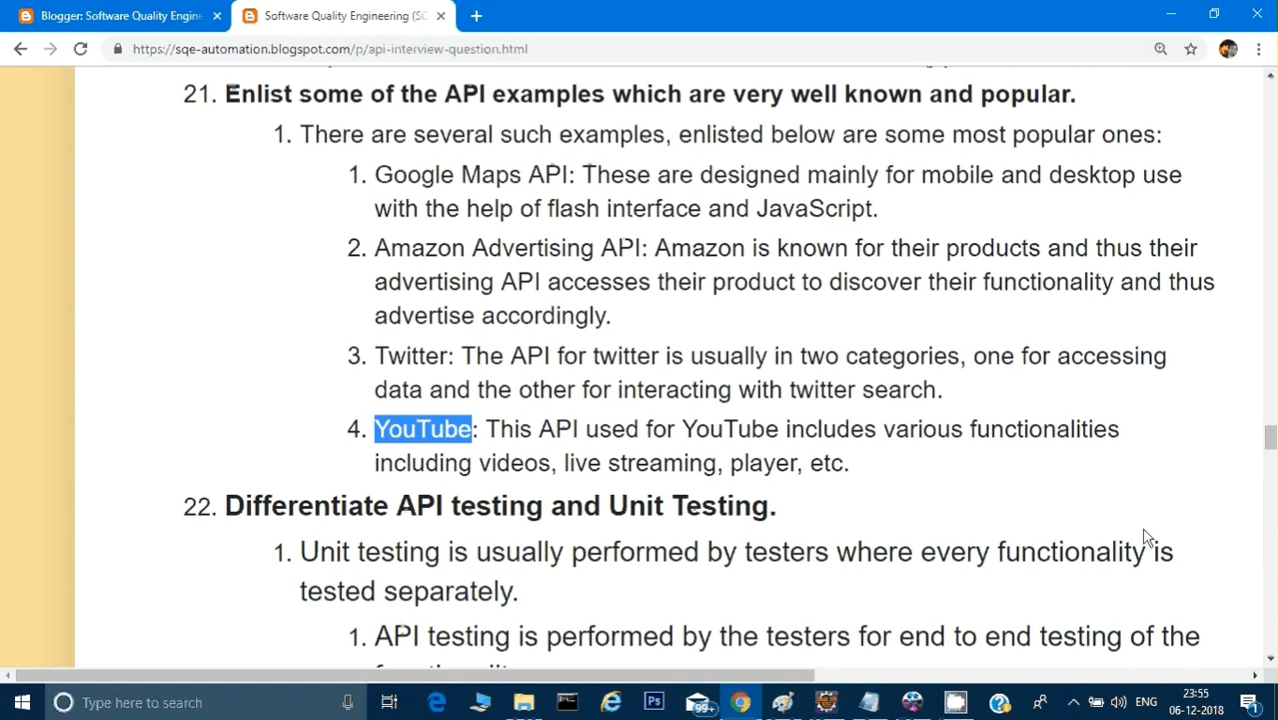 Blogger: Software Quality Engin
Software Quality Engineering (SC
https://sqe-automation.blogspot.com/p/api-interview-question.html
21. Enlist some of the API examples which are very well known and popular.
1. There are several such examples, enlisted below are some most popular ones:
1. Google Maps API: These are designed mainly for mobile and desktop use
with the help of flash interface and JavaScript.
2. Amazon Advertising API: Amazon is known for their products and thus their
advertising API accesses their product to discover their functionality and thus
advertise accordingly.
3. Twitter: The API for twitter is usually in two categories, one for accessing
data and the other for interacting with twitter search.
4. YouTube: This API used for YouTube includes various functionalities
including videos, live streaming, player, etc.
22. Differentiate API testing and Unit Testing.
1. Unit testing is usually performed by testers where every functionality is
tested separately.
1. API testing is performed by the testers for end to end testing of the
Type here to search
Ps
99+
ENG
23:55
06-12-2018
1